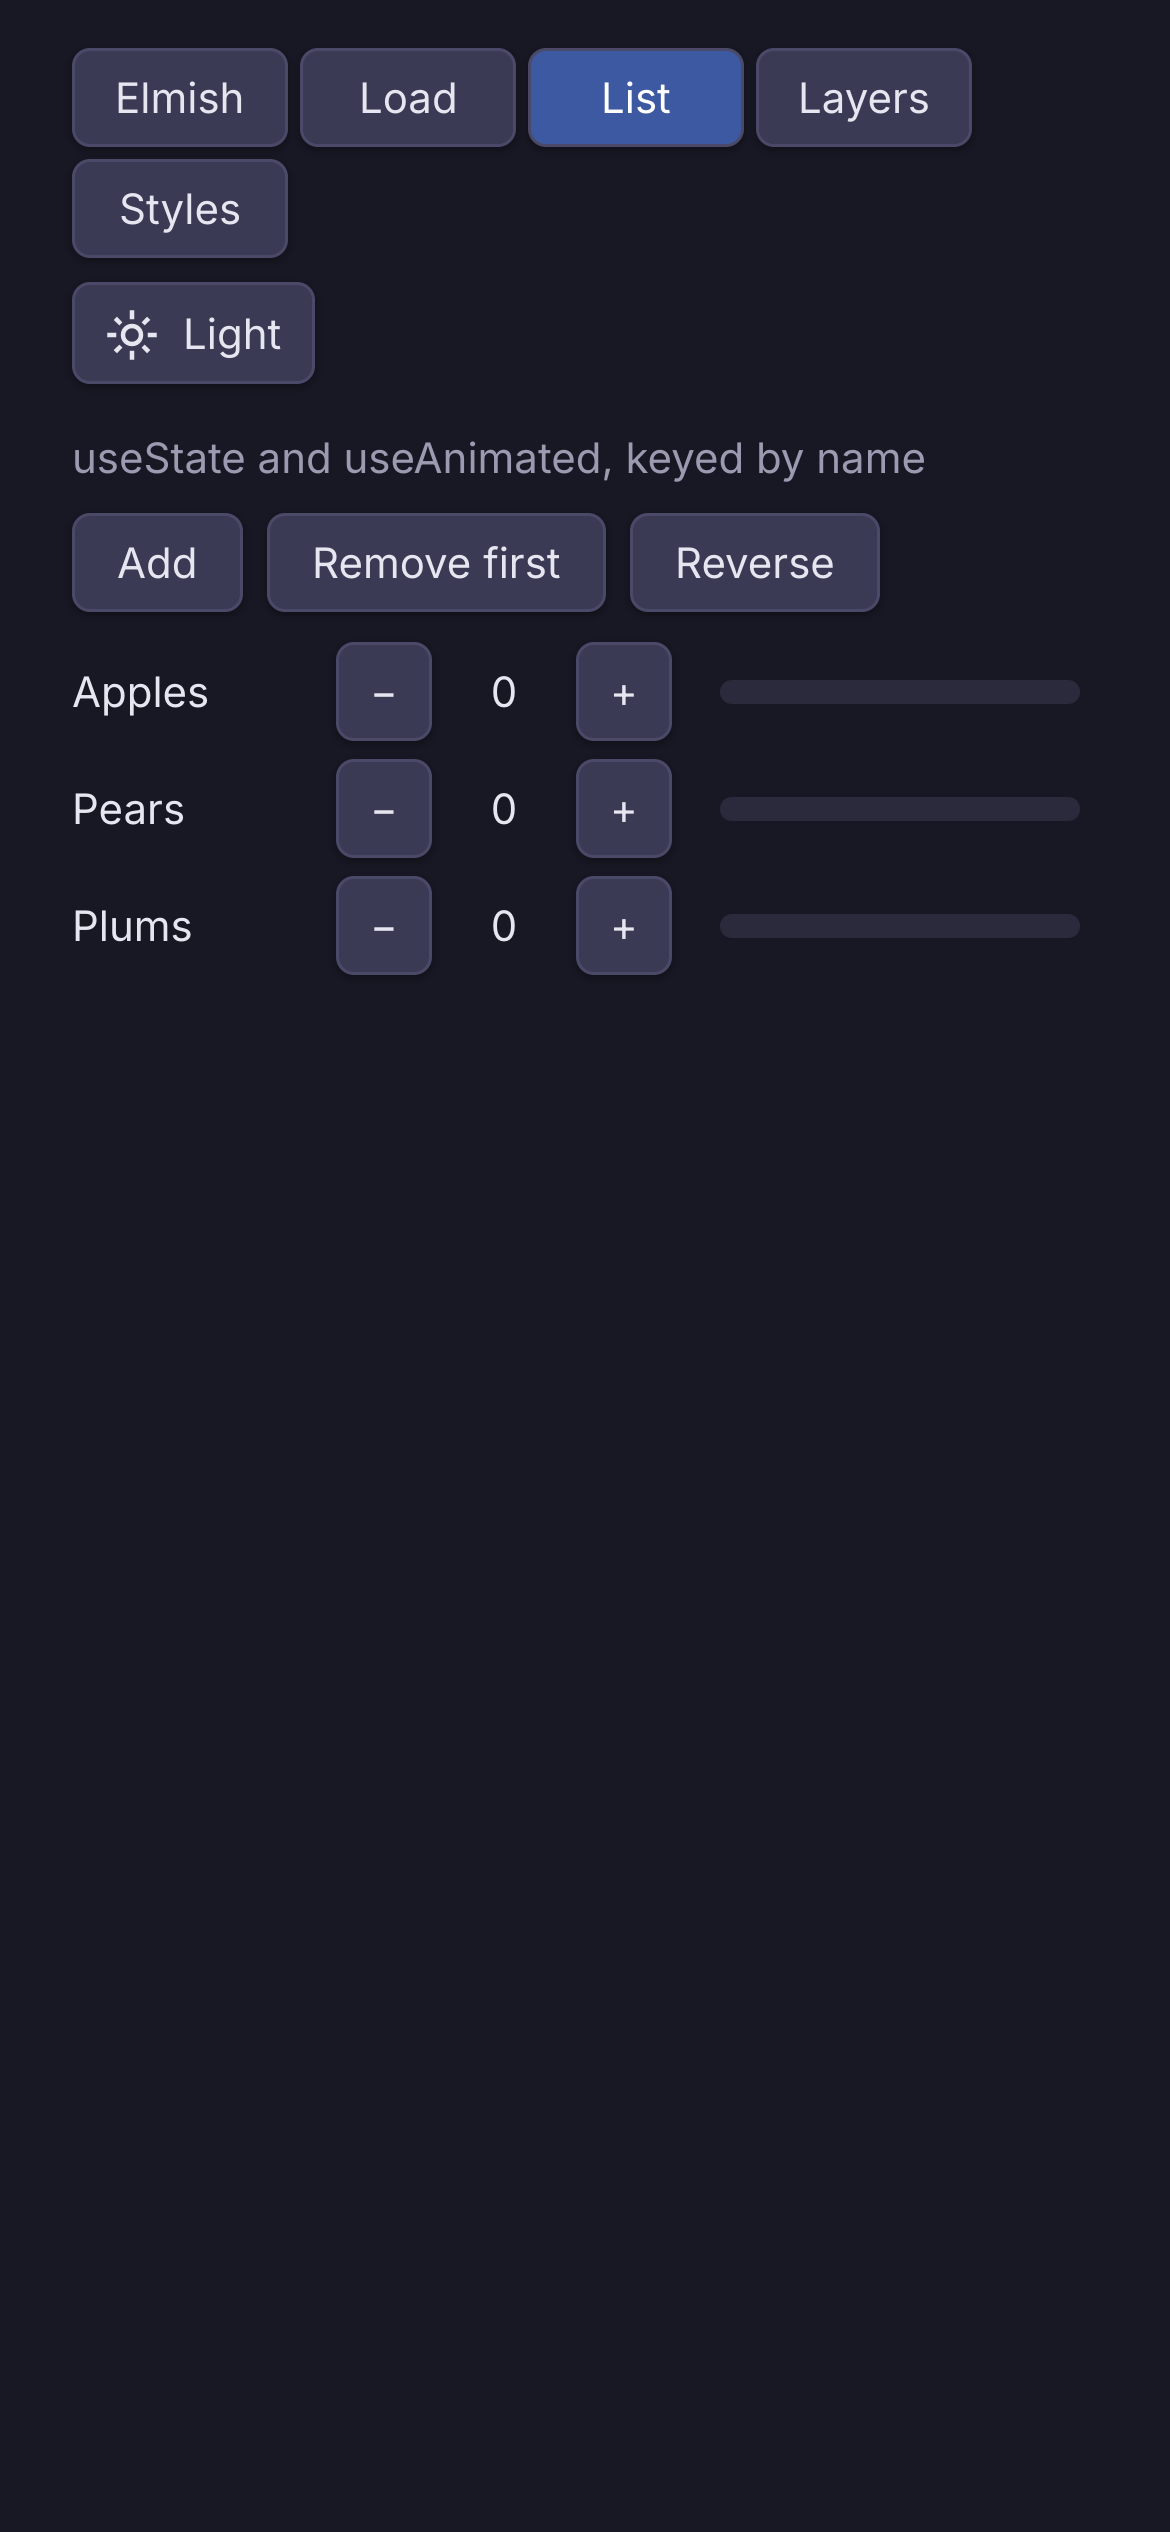 Elmish Load List Layers
Styles
Light
useState and useAnimated, keyed by name
Add Remove first Reverse
Apples − 0 +
Pears − 0 +
Plums − 0 +